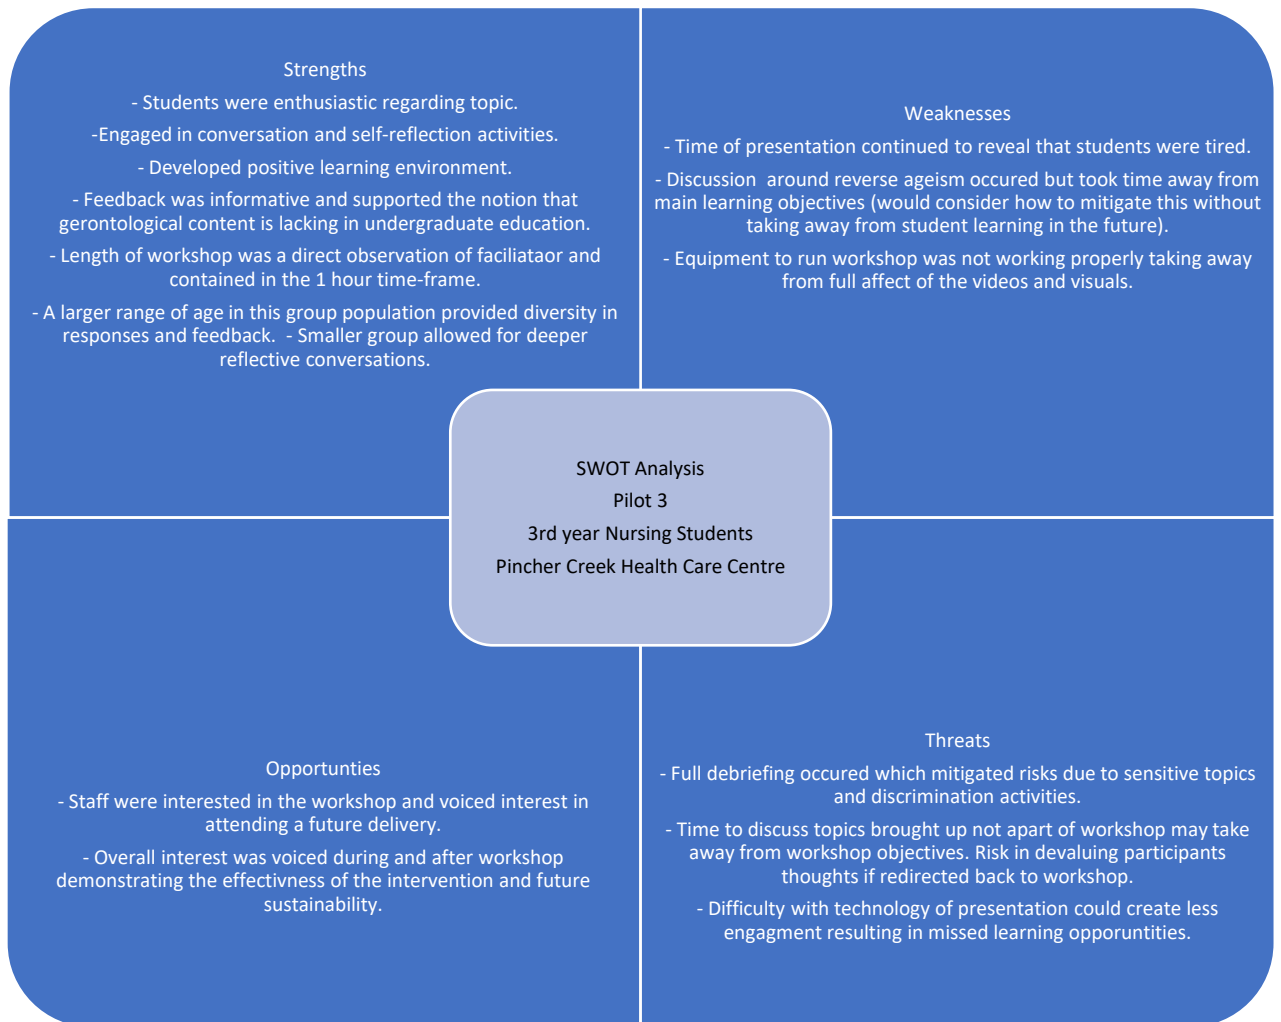 Strengths
- Students were enthusiastic regarding topic.
-Engaged in conversation and self-reflection activities.
- Developed positive learning environment.
- Feedback was informative and supported the notion that
gerontological content is lacking in undergraduate education.
- Length of workshop was a direct observation of faciliataor and
contained in the 1 hour time-frame.
- A larger range of age in this group population provided diversity in
responses and feedback.  - Smaller group allowed for deeper
reflective conversations.
Weaknesses
- Time of presentation continued to reveal that students were tired.
- Discussion  around reverse ageism occured but took time away from
main learning objectives (would consider how to mitigate this without
taking away from student learning in the future).
- Equipment to run workshop was not working properly taking away
from full affect of the videos and visuals.
SWOT Analysis
Pilot 3
3rd year Nursing Students
Pincher Creek Health Care Centre
Opportunties
- Staff were interested in the workshop and voiced interest in
attending a future delivery.
- Overall interest was voiced during and after workshop
demonstrating the effectivness of the intervention and future
sustainability.
Threats
- Full debriefing occured which mitigated risks due to sensitive topics
and discrimination activities.
- Time to discuss topics brought up not apart of workshop may take
away from workshop objectives. Risk in devaluing participants
thoughts if redirected back to workshop.
- Difficulty with technology of presentation could create less
engagment resulting in missed learning opporuntities.